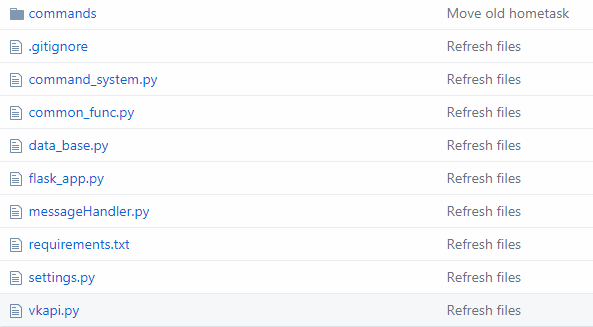 commands Move old hometask
.gitignore Refresh files
command_system.py Refresh files
common_func.py Refresh files
data_base.py Refresh files
flask_app.py Refresh files
messageHandler.py Refresh files
requirements.txt Refresh files
settings.py Refresh files
vkapi.py Refresh files